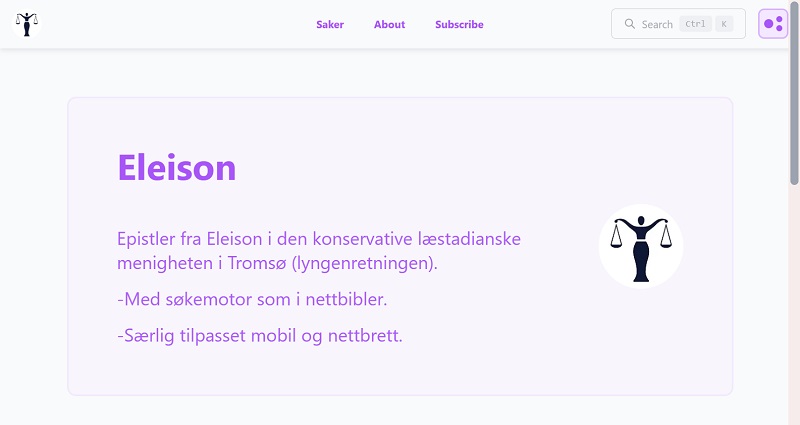 Saker About Subscribe Search Ctrl K
Eleison
Epistler fra Eleison i den konservative læstadianske
menigheten i Tromsø (lyngenretningen).
-Med søkemotor som i nettbibler.
-Særlig tilpasset mobil og nettbrett.